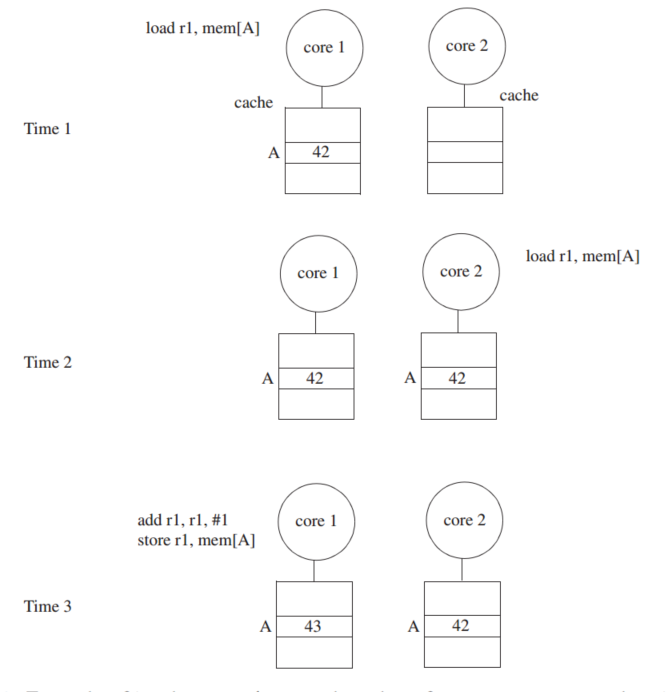 load r1, mem[A]
core 1
core 2
cache
cache
Time 1
A
42
core 1
core 2
load r1, mem[A]
Time 2
A
42
A
42
add r1, r1, #1
store r1, mem[A]
core 1
core 2
Time 3
A
43
A
42